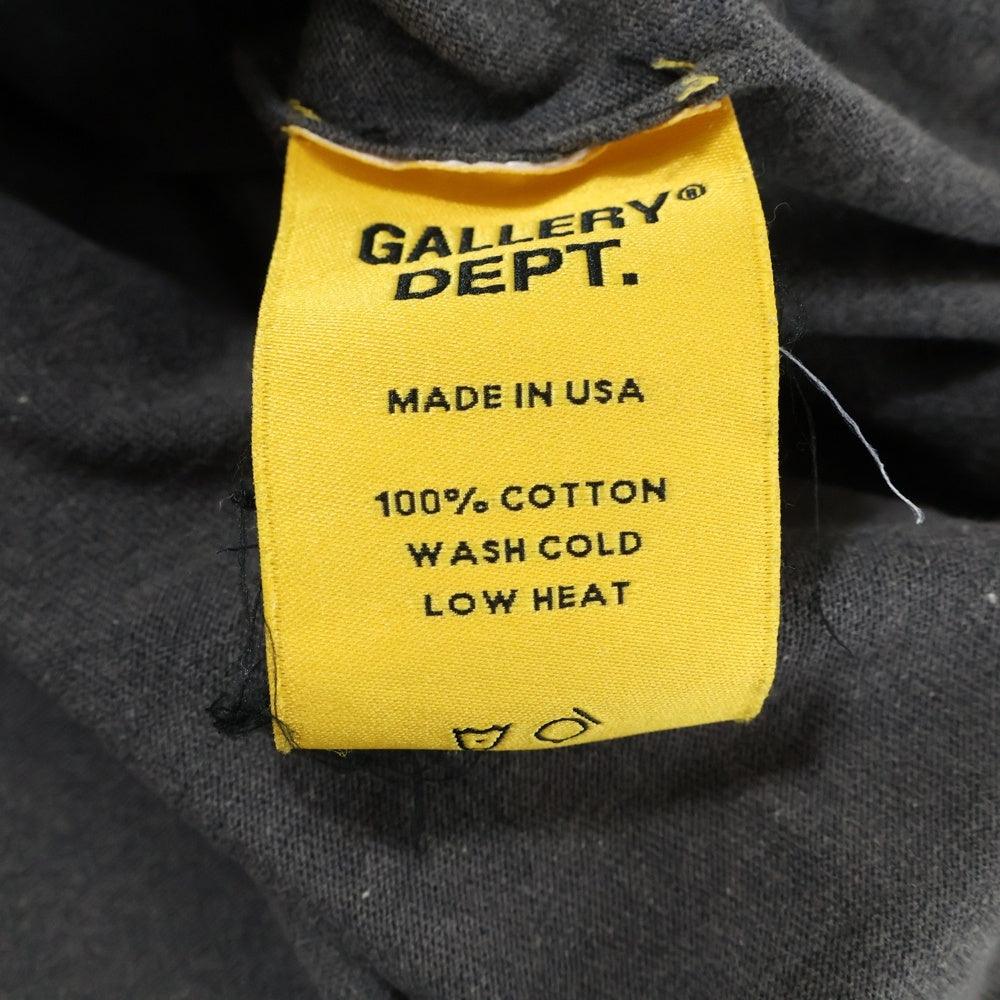 GALLERY®
DEPT.
MADE IN USA
100% COTTON
WASH COLD
LOW HEAT